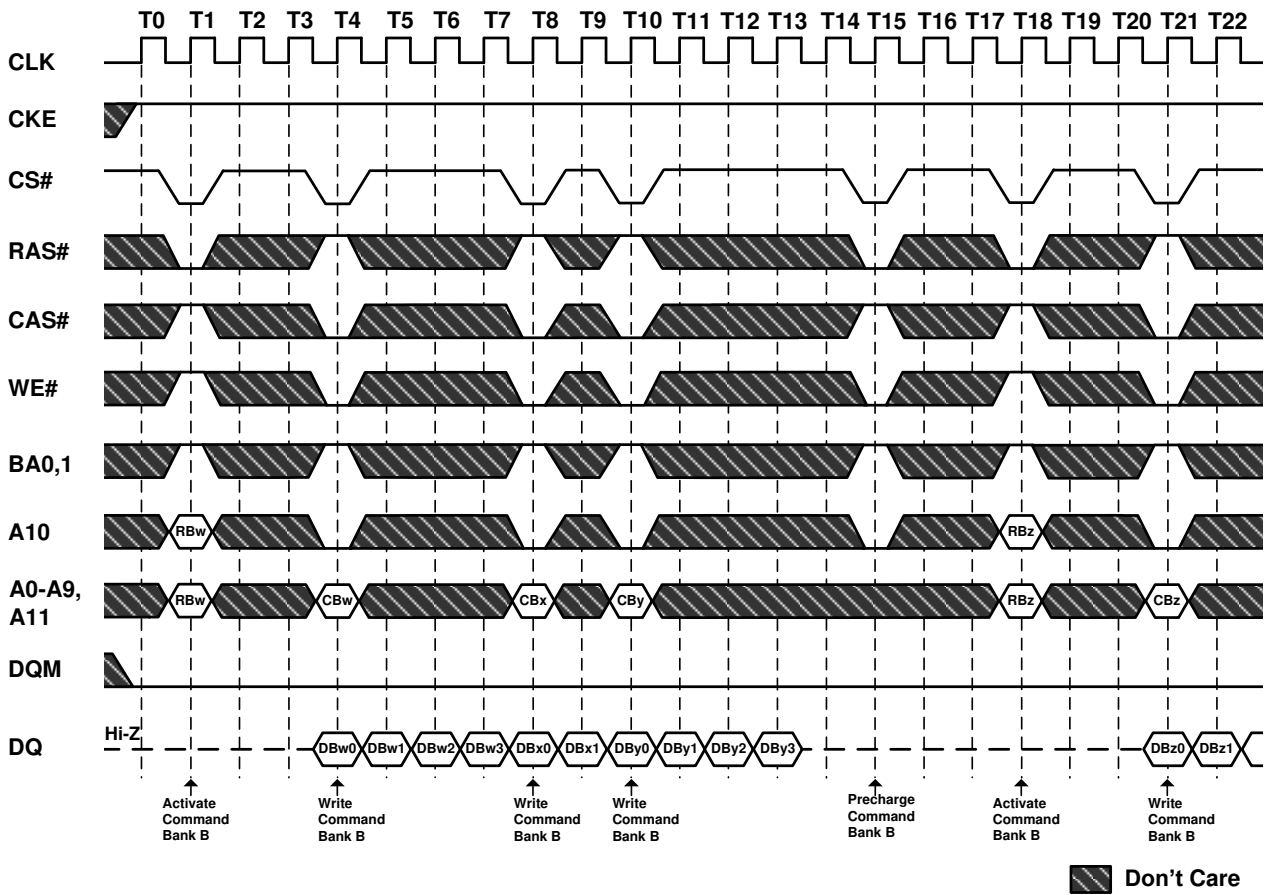 T0 T1 T2 T3 T4 T5 T6 T7 T8 T9 T10 T11 T12 T13 T14 T15 T16 T17 T18 T19 T20 T21 T22
CLK
CKE
CS#
RAS#
CAS#
WE#
BA0,1
A10 RBw RBz
A0-A9,
A11
RBw CBw CBx CBy RBz CBz
DQM
DQ Hi-Z DBw0 DBw1 DBw2 DBw3 DBx0 DBx1 DBy0 DBy1 DBy2 DBy3 DBz0 DBz1
Activate
Command
Bank B
Write
Command
Bank B
Write
Command
Bank B
Write
Command
Bank B
Precharge
Command
Bank B
Activate
Command
Bank B
Write
Command
Bank B
Don't Care